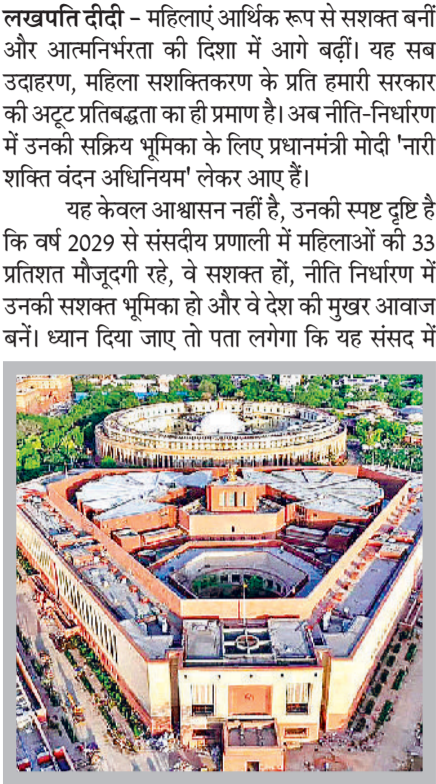 लखपति दीदी – महिलाएं आर्थिक रूप से सशक्त बनीं
और आत्मनिर्भरता की दिशा में आगे बढ़ीं। यह सब
उदाहरण, महिला सशक्तिकरण के प्रति हमारी सरकार
की अटूट प्रतिबद्धता का ही प्रमाण है। अब नीति-निर्धारण
में उनकी सक्रिय भूमिका के लिए प्रधानमंत्री मोदी 'नारी
शक्ति वंदन अधिनियम' लेकर आए हैं।
यह केवल आश्वासन नहीं है, उनकी स्पष्ट दृष्टि है
कि वर्ष 2029 से संसदीय प्रणाली में महिलाओं की 33
प्रतिशत मौजूदगी रहे, वे सशक्त हों, नीति निर्धारण में
उनकी सशक्त भूमिका हो और वे देश की मुखर आवाज
बनें। ध्यान दिया जाए तो पता लगेगा कि यह संसद में